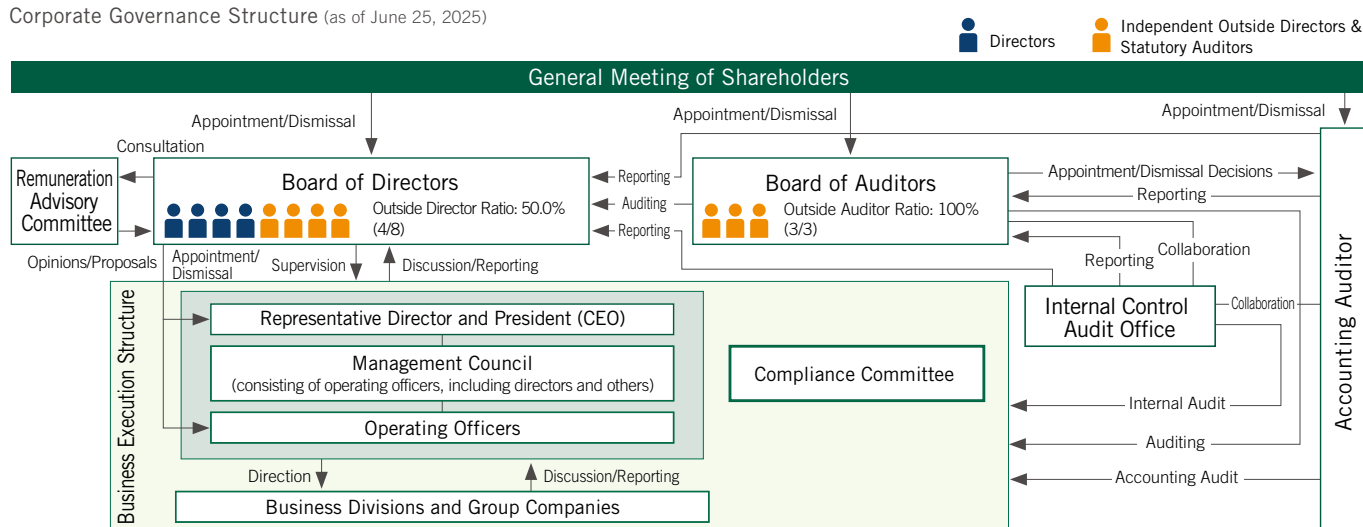 Corporate Governance Structure (as of June 25, 2025)
Directors
Independent Outside Directors &
Statutory Auditors
General Meeting of Shareholders
Appointment/Dismissal
Appointment/Dismissal
Appointment/Dismissal
Consultation
Remuneration
Advisory
Committee
Opinions/Proposals
Board of Directors
Outside Director Ratio: 50.0%
(4/8)
Reporting
Auditing
Reporting
Board of Auditors
Outside Auditor Ratio: 100%
(3/3)
Appointment/Dismissal Decisions
Reporting
Appointment/
Dismissal
Supervision
Discussion/Reporting
Collaboration
Reporting
Internal Control
Audit Office
Collaboration
Accounting Auditor
Business Execution Structure
Representative Director and President (CEO)
Management Council
(consisting of operating officers, including directors and others)
Operating Officers
Compliance Committee
Internal Audit
Auditing
Accounting Audit
Direction
Discussion/Reporting
Business Divisions and Group Companies